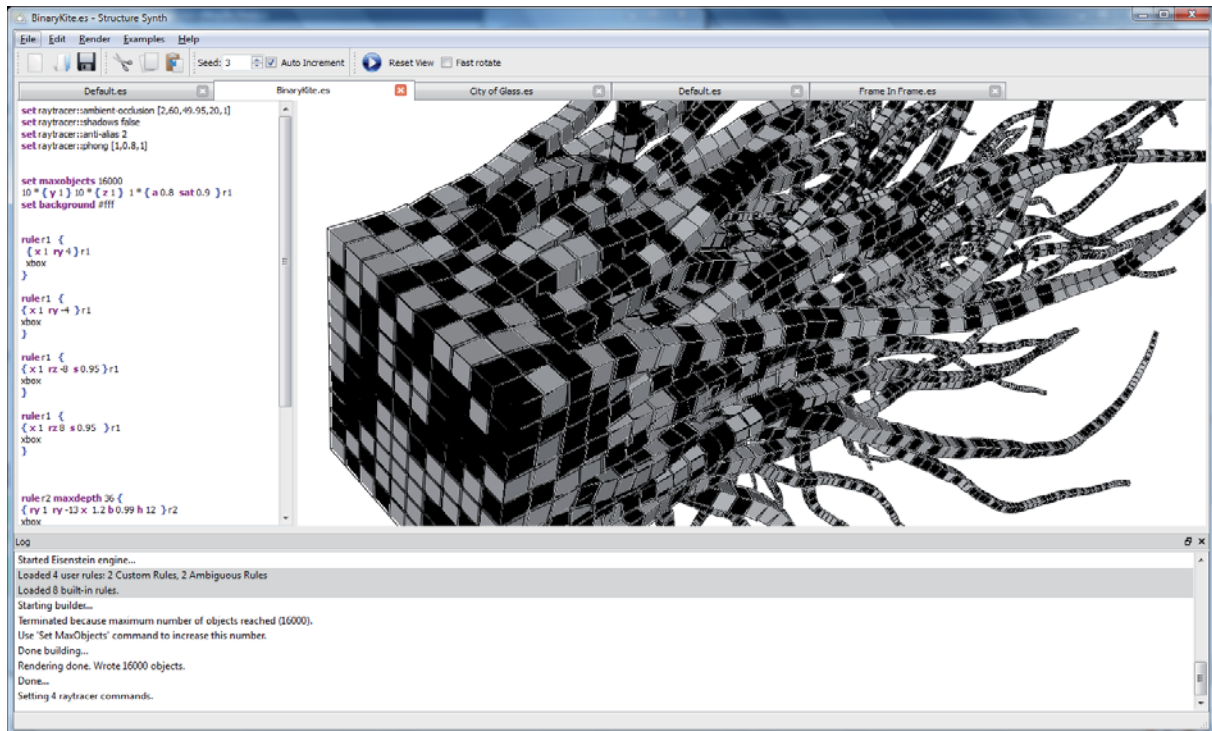 BinaryKite.es - Structure Synth
File Edit Render Examples Help
Seed: 3 Auto Increment Reset View Fast rotate
Default.es BinaryKite.es City of Glass.es Default.es Frame In Frame.es
set raytracer::ambient-occlusion [2,60,49.95,20,1]
set raytracer::shadows false
set raytracer::anti-alias 2
set raytracer::phong [1,0.8,1]
set maxobjects 16000
10 * { y 1 } 10 * { z 1 } 1 * { a 0.8 sat 0.9 } r1
set background #fff
rule r1 {
{ x 1 ry 4 } r1
xbox
}
rule r1 {
{ x 1 ry -4 } r1
xbox
}
rule r1 {
{ x 1 rz -8 s 0.95 } r1
xbox
}
rule r1 {
{ x 1 rz 8 s 0.95 } r1
xbox
}
rule r2 maxdepth 36 {
{ ry 1 ry -13 x 1.2 b 0.99 h 12 } r2
xbox
Log
Started Eisenstein engine...
Loaded 4 user rules: 2 Custom Rules, 2 Ambiguous Rules
Loaded 8 built-in rules.
Starting builder...
Terminated because maximum number of objects reached (16000).
Use 'Set MaxObjects' command to increase this number.
Done building...
Rendering done. Wrote 16000 objects.
Done...
Setting 4 raytracer commands.